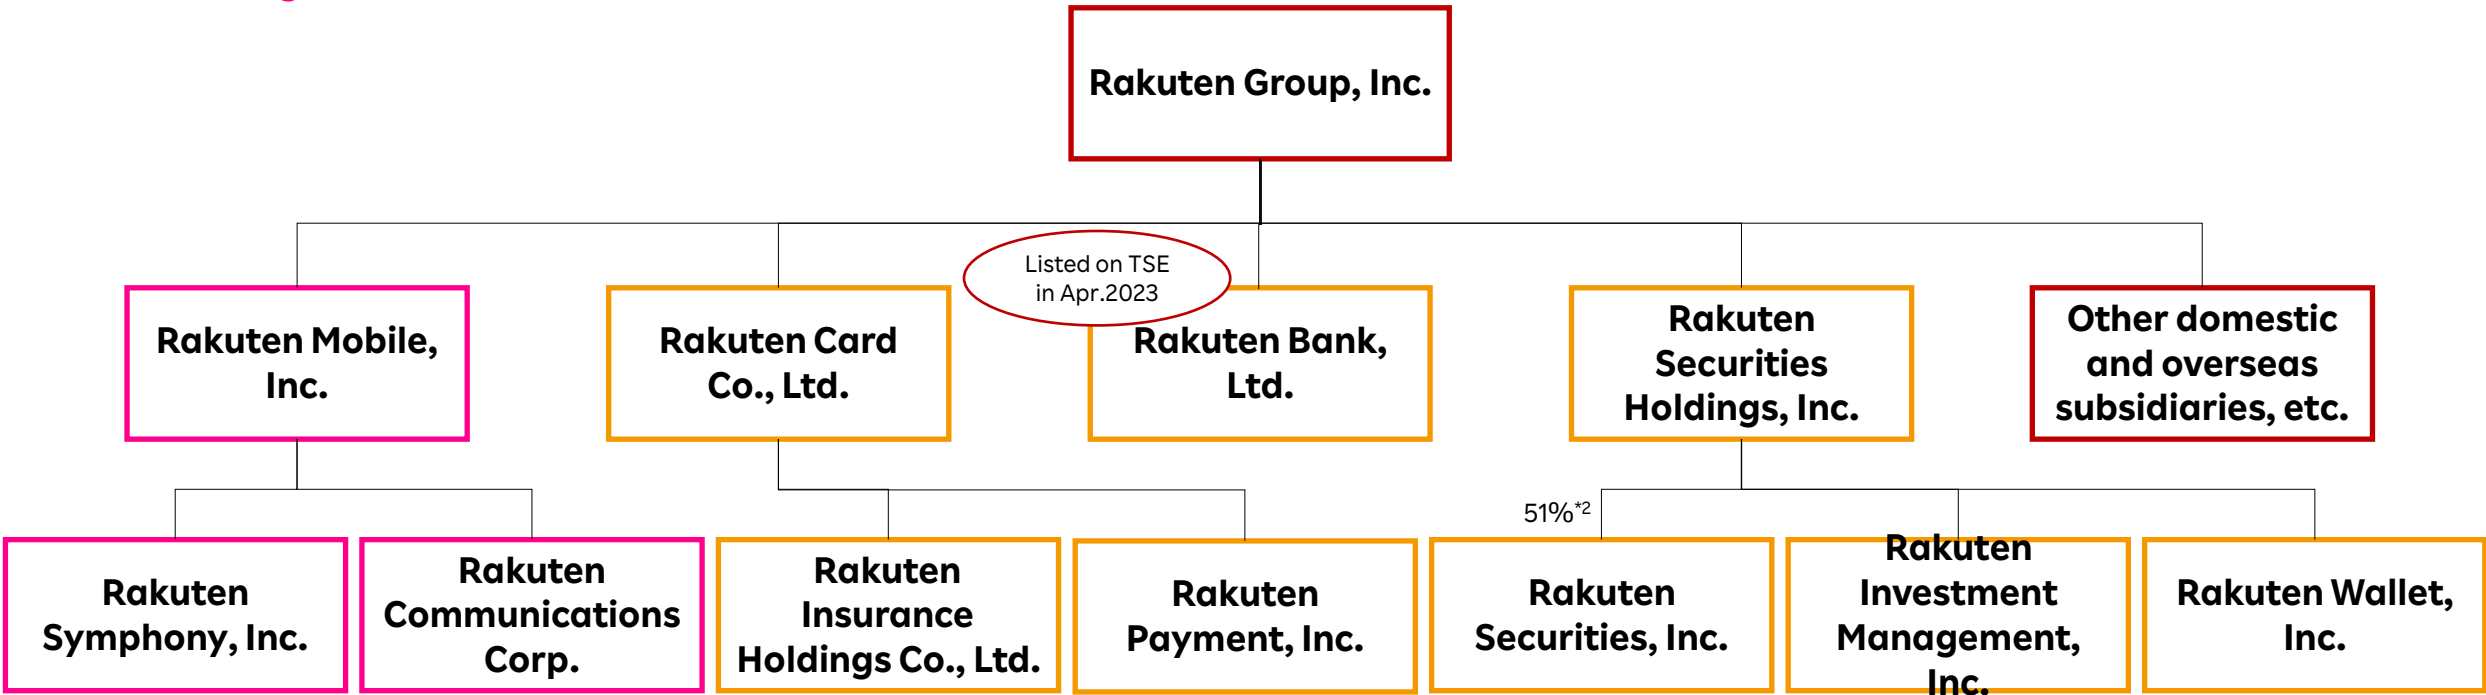 Rakuten Group, Inc.
Listed on TSE
in Apr.2023
Rakuten Mobile,
Inc.
Rakuten Card
Co., Ltd.
Rakuten Bank,
Ltd.
Rakuten
Securities
Holdings, Inc.
Other domestic
and overseas
subsidiaries, etc.
51%*2
Rakuten
Symphony, Inc.
Rakuten
Communications
Corp.
Rakuten
Insurance
Holdings Co., Ltd.
Rakuten
Payment, Inc.
Rakuten
Securities, Inc.
Rakuten
Investment
Management,
Inc.
Rakuten Wallet,
Inc.